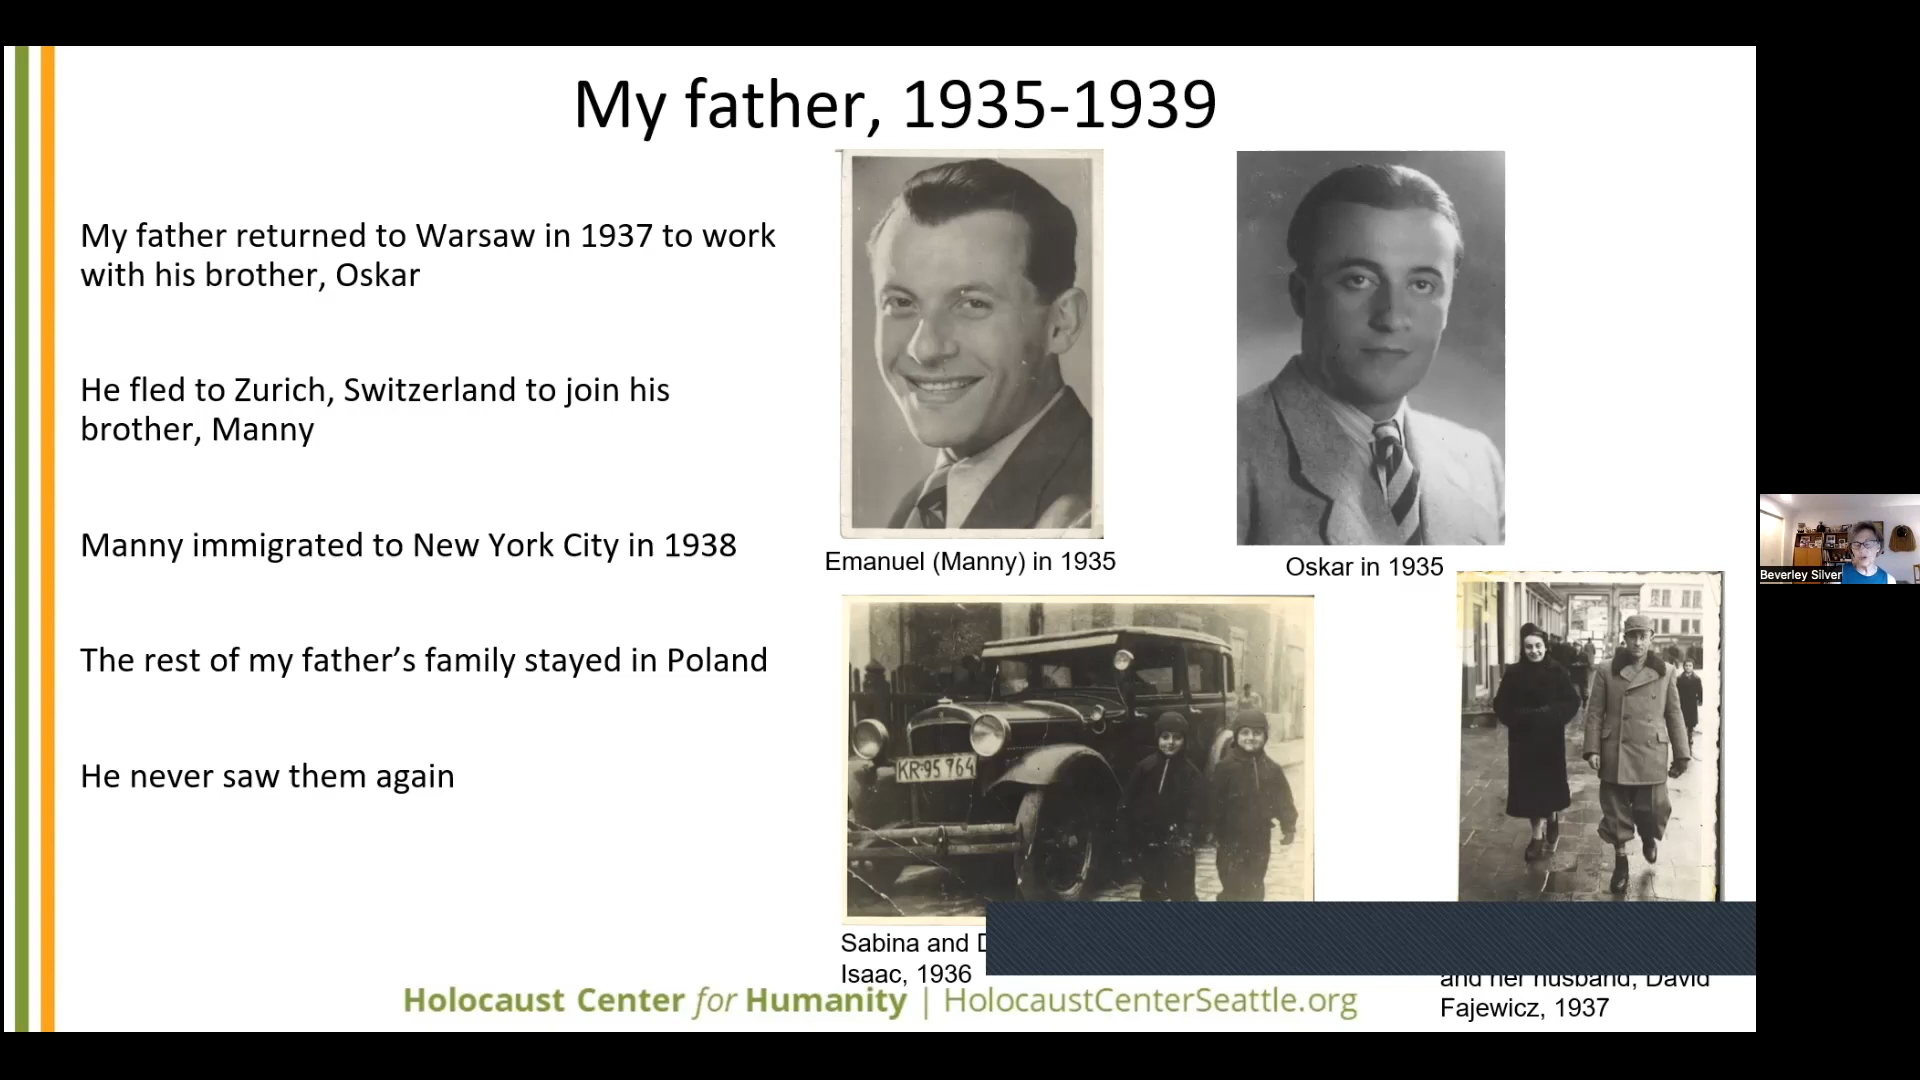 My father, 1935-1939
My father returned to Warsaw in 1937 to work
with his brother, Oskar
He fled to Zurich, Switzerland to join his
brother, Manny
Manny immigrated to New York City in 1938
The rest of my father’s family stayed in Poland
He never saw them again
Emanuel (Manny) in 1935
Oskar in 1935
KR·95 764
Sabina and
Isaac, 1936
and her husband, David
Fajewicz, 1937
Holocaust Center for Humanity | HolocaustCenterSeattle.org
Beverley Silver